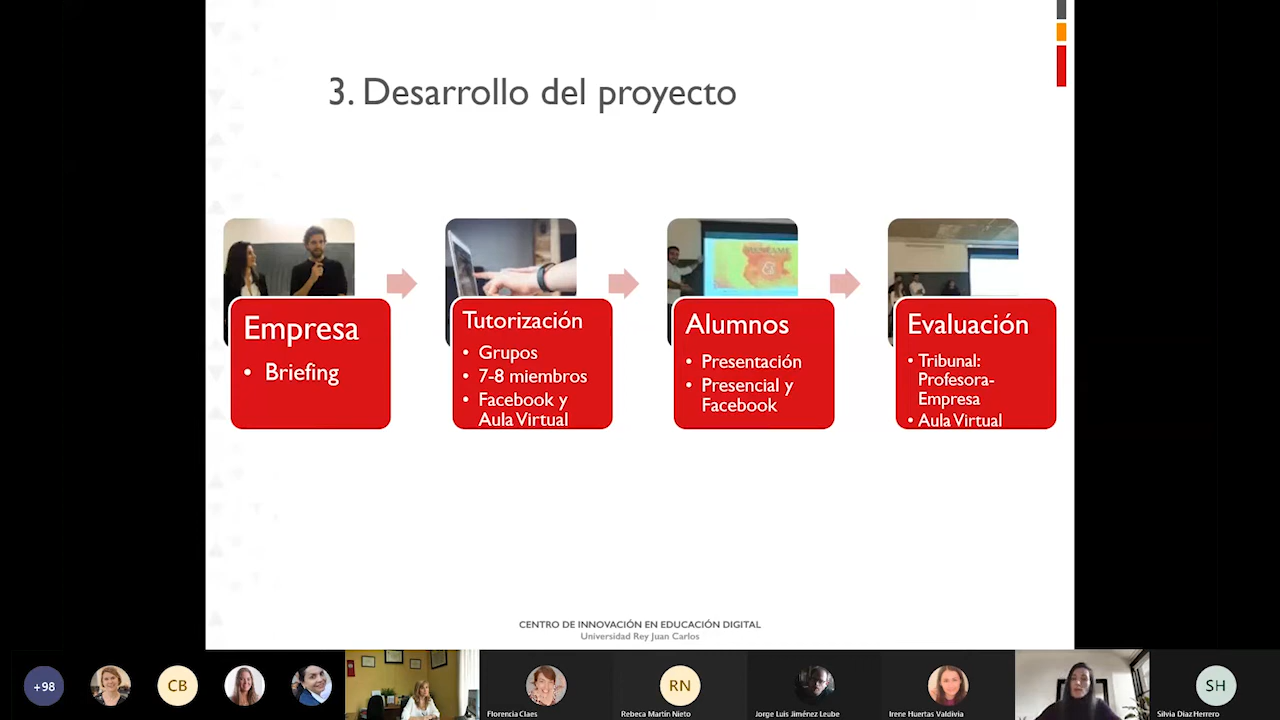 3. Desarrollo del proyecto
Empresa
• Briefing
Tutorización
• Grupos
• 7-8 miembros
• Facebook y
Aula Virtual
Alumnos
• Presentación
• Presencial y
Facebook
Evaluación
• Tribunal:
Profesora-
Empresa
• Aula Virtual
CENTRO DE INNOVACIÓN EN EDUCACIÓN DIGITAL
Universidad Rey Juan Carlos
+98
CB
RN
SH
Florencia Claes
Rebeca Martín Nieto
Jorge Luis Jiménez Leube
Irene Huertas Valdivia
Silvia Díaz Herrero